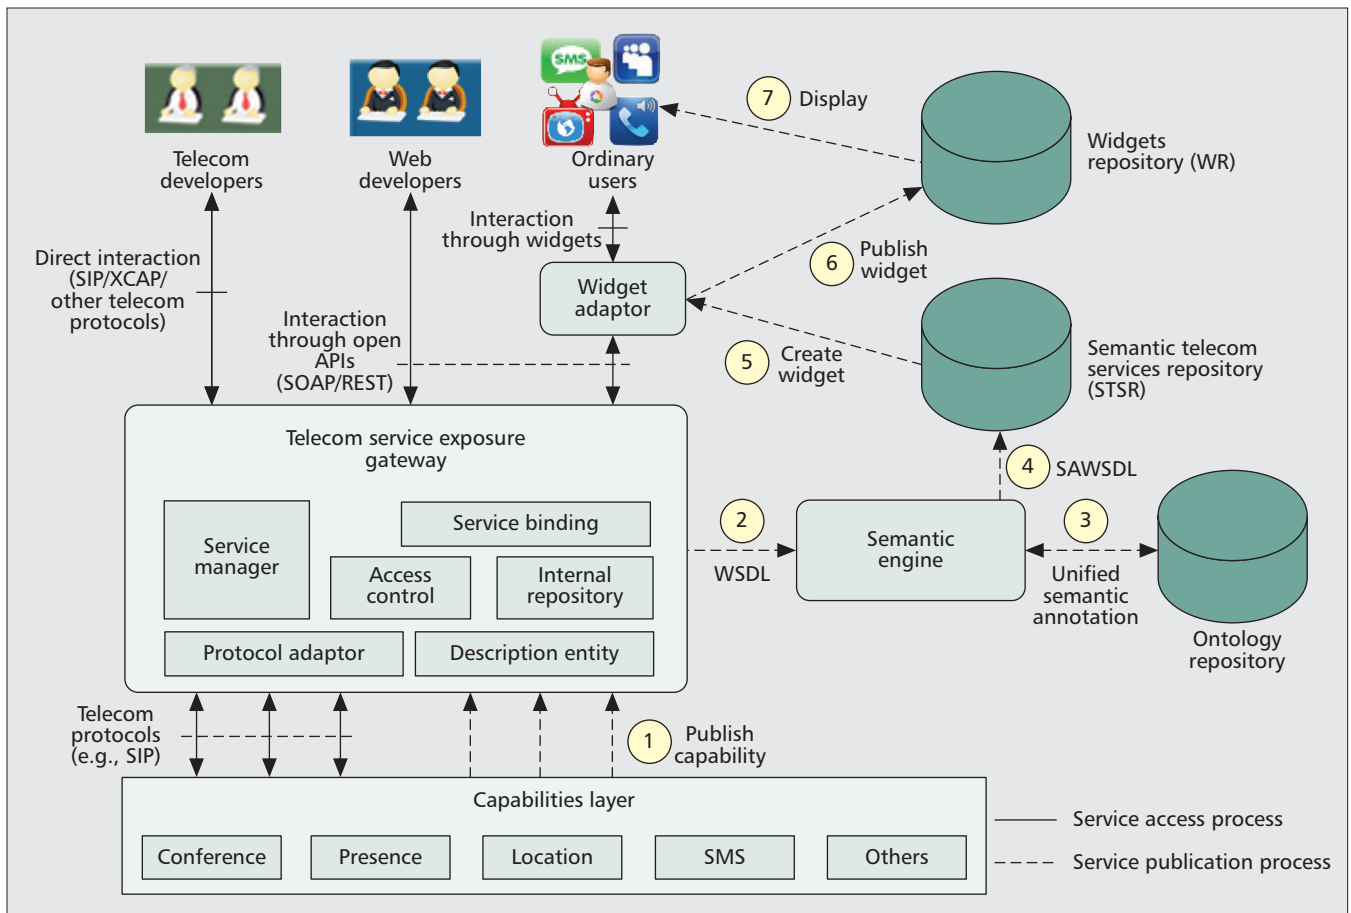 SMS
7 Display
Widgets
repository (WR)
Telecom
developers
Web
developers
Ordinary
users
Interaction
through widgets
6 Publish
widget
Direct interaction
(SIP/XCAP/
other telecom
protocols)
Widget
adaptor
Interaction
through open
APIs
(SOAP/REST)
5 Create
widget
Semantic telecom
services repository
(STSR)
Telecom service exposure
gateway
4 SAWSDL
Service
manager
Service binding
Access
control
Internal
repository
Protocol adaptor
Description entity
2
WSDL
Semantic
engine
3
Unified
semantic
annotation
Ontology
repository
Telecom
protocols
(e.g., SIP)
1 Publish
capability
Capabilities layer
Conference
Presence
Location
SMS
Others
Service access process
Service publication process